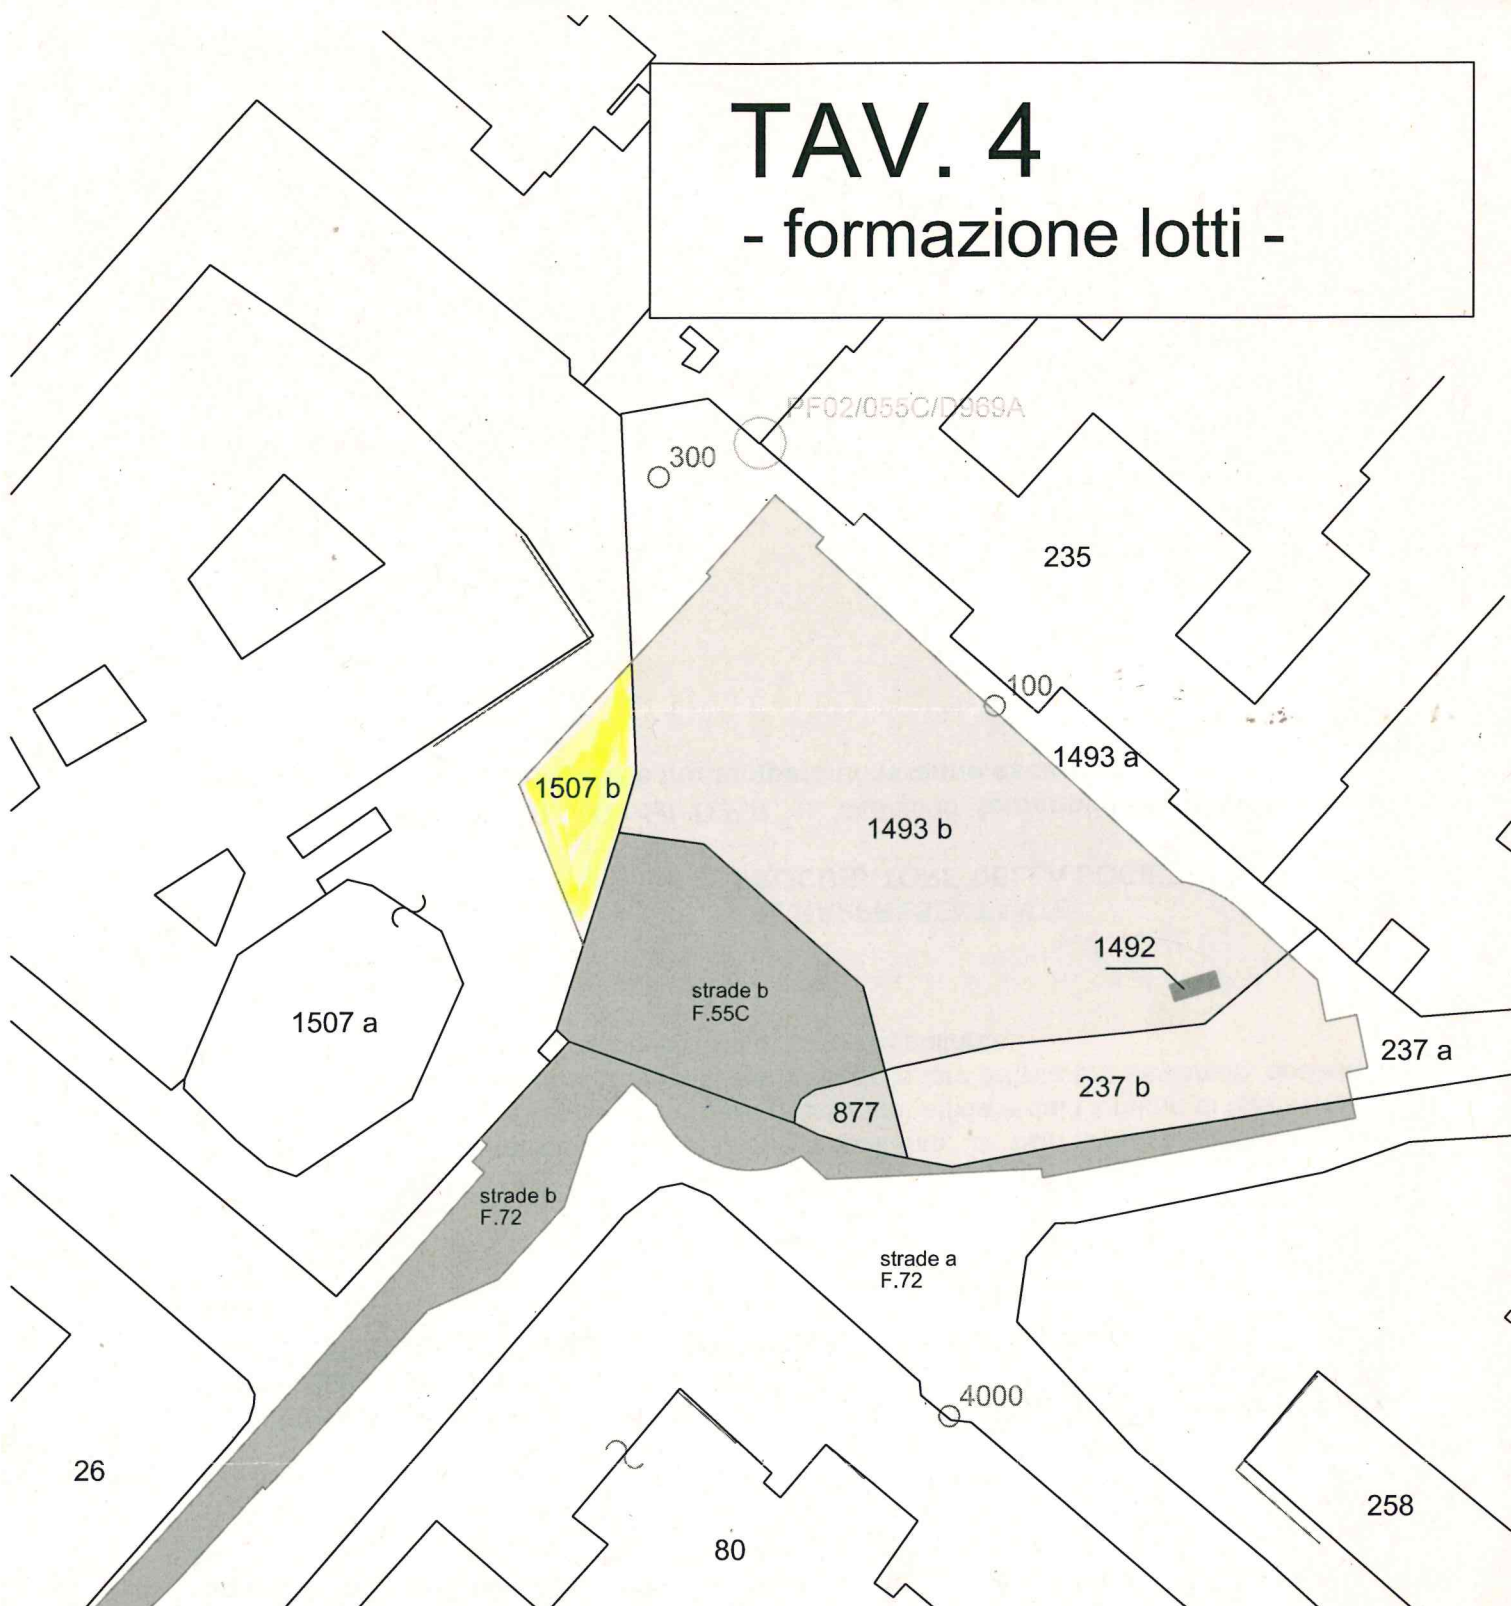 TAV. 4
- formazione lotti -
PF02/055C/D969A
300
235
100
1493 a
1507 b
1493 b
1492
strade b
F.55C
1507 a
237 a
237 b
877
strade b
F.72
strade a
F.72
4000
26
258
80